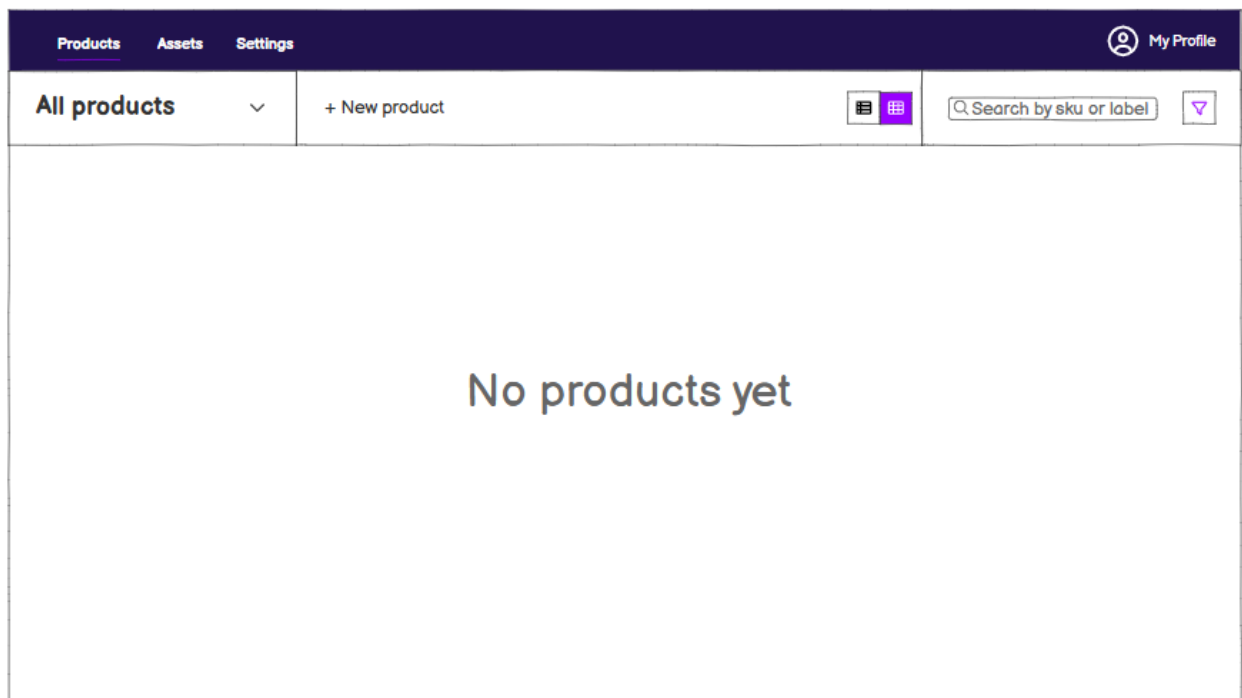 Products Assets Settings My Profile
All products + New product Search by sku or label
No products yet